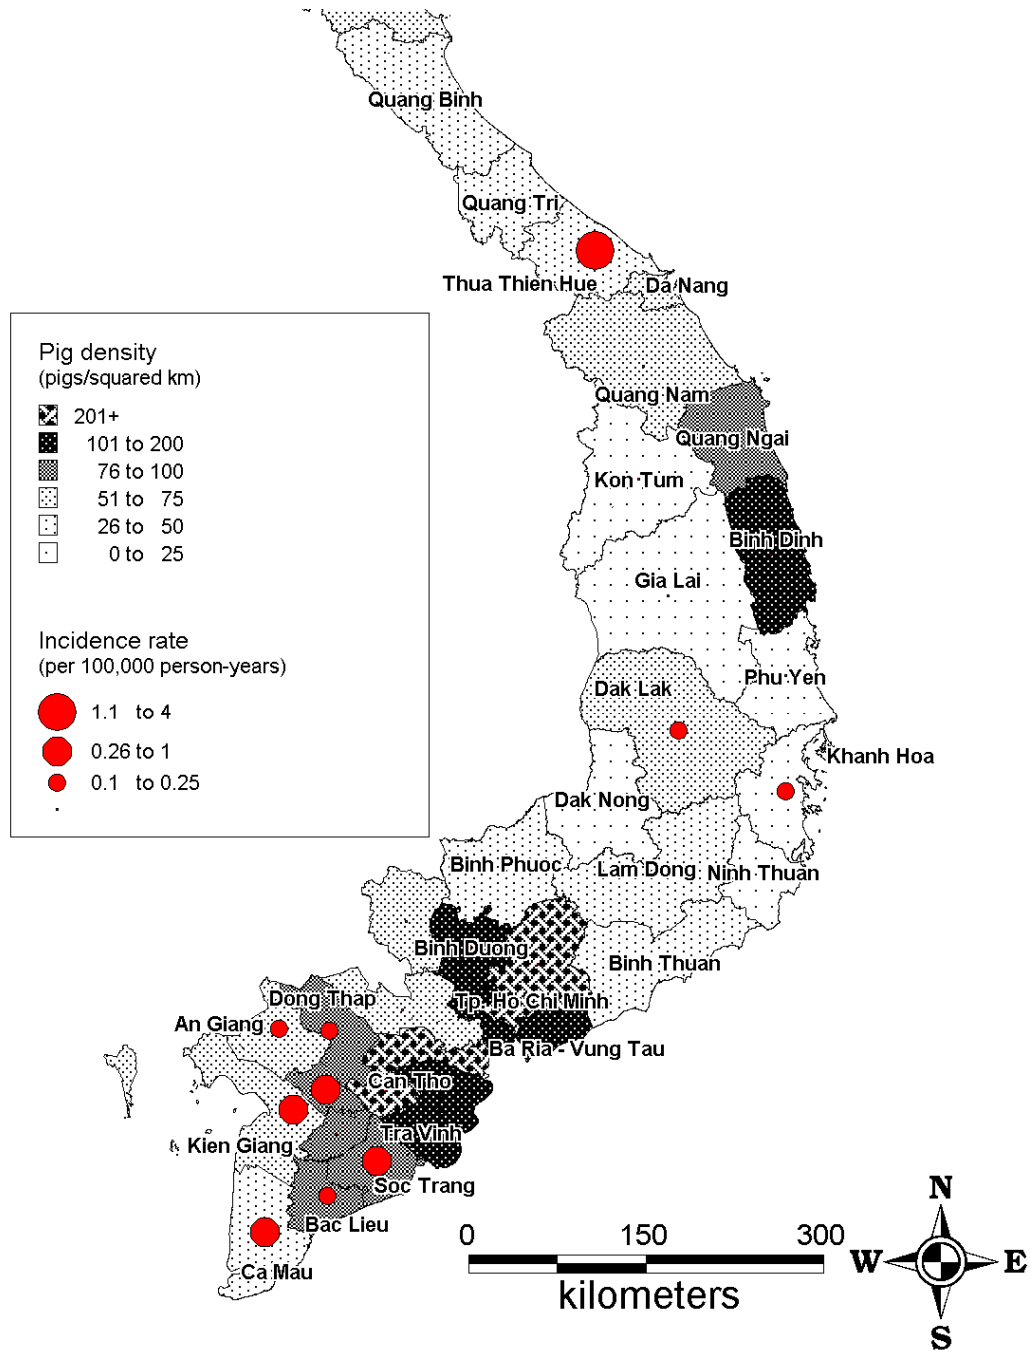 Quang Binh
Quang Tri
Thua Thien Hue
Da Nang
Quang Nam
Quang Ngai
Kon Tum
Binh Dinh
Gia Lai
Phu Yen
Dak Lak
Khanh Hoa
Dak Nong
Binh Phuoc
Lam Dong
Ninh Thuan
Binh Duong
Binh Thuan
Dong Thap
Tp. Ho Chi Minh
An Giang
Ba Ria - Vung Tau
Can Tho
Tra Vinh
Kien Giang
Soc Trang
Bac Lieu
Ca Mau
Pig density
(pigs/squared km)
201+
101 to 200
76 to 100
51 to 75
26 to 50
0 to 25
Incidence rate
(per 100,000 person-years)
1.1 to 4
0.26 to 1
0.1 to 0.25
0 150 300
kilometers
N
W E
S